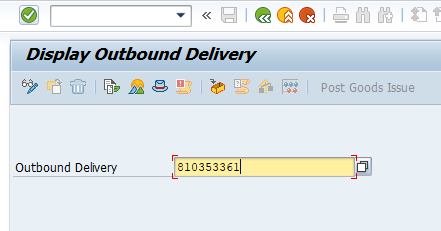 Display Outbound Delivery
Post Goods Issue
Outbound Delivery 810353361